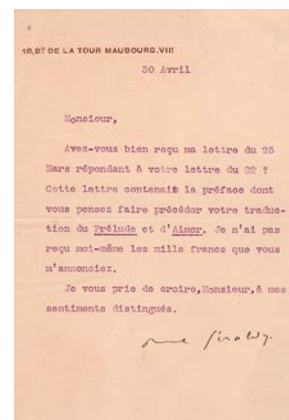 16, Bᴰ DE LA TOUR MAUBOURG. VIIᴱ
30 Avril
Monsieur,
Avez-vous bien reçu ma lettre du 25
Mars répondant à votre lettre du 22 ?
Cette lettre contenait la préface dont
vous pensez faire précéder votre traduc-
tion du Prélude et d'Aimer. Je n'ai pas
reçu moi-même les mille francs que vous
m'annonciez.
Je vous prie de croire,Monsieur,à mes
sentiments distingués.
Paul Géraldy.